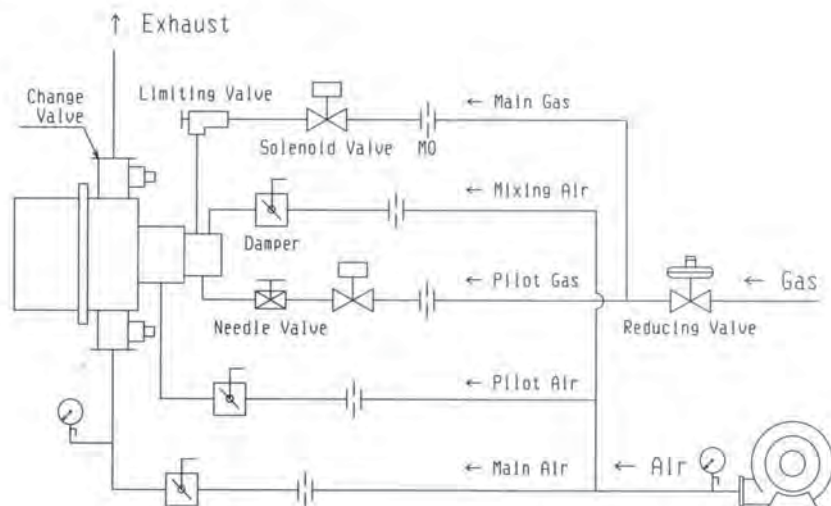 ↑ Exhaust
Change
Valve
Limiting Valve
← Main Gas
Solenoid Valve
MO
← Mixing Air
Damper
← Pilot Gas
← Gas
Needle Valve
Reducing Valve
← Pilot Air
← Main Air
← Air